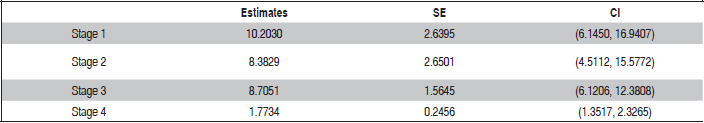 Estimates SE CI
Stage 1 10.2030 2.6395 (6.1450, 16.9407)
Stage 2 8.3829 2.6501 (4.5112, 15.5772)
Stage 3 8.7051 1.5645 (6.1206, 12.3808)
Stage 4 1.7734 0.2456 (1.3517, 2.3265)